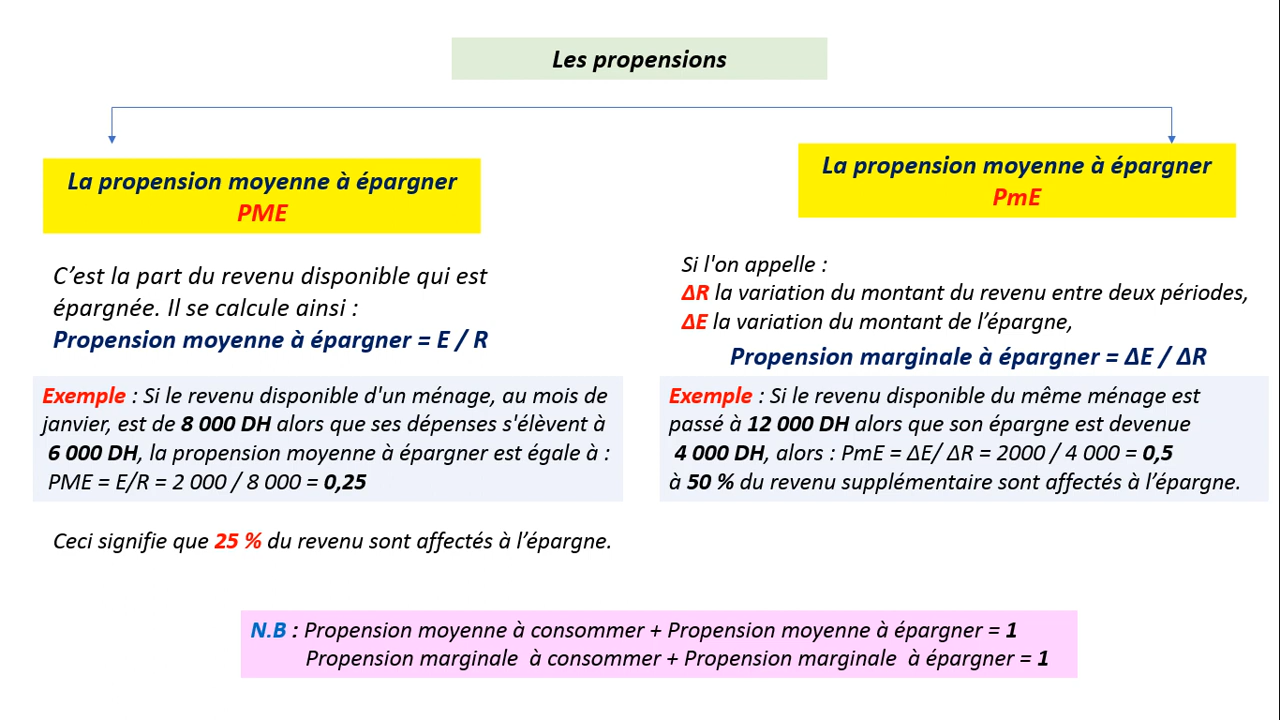 Les propensions
La propension moyenne à épargner
PME
C’est la part du revenu disponible qui est
épargnée. Il se calcule ainsi :
Propension moyenne à épargner = E / R
Exemple : Si le revenu disponible d'un ménage, au mois de
janvier, est de 8 000 DH alors que ses dépenses s'élèvent à
6 000 DH, la propension moyenne à épargner est égale à :
PME = E/R = 2 000 / 8 000 = 0,25
Ceci signifie que 25 % du revenu sont affectés à l’épargne.
La propension moyenne à épargner
PmE
Si l'on appelle :
ΔR la variation du montant du revenu entre deux périodes,
ΔE la variation du montant de l’épargne,
Propension marginale à épargner = ΔE / ΔR
Exemple : Si le revenu disponible du même ménage est
passé à 12 000 DH alors que son épargne est devenue
4 000 DH, alors : PmE = ΔE/ ΔR = 2000 / 4 000 = 0,5
à 50 % du revenu supplémentaire sont affectés à l’épargne.
N.B : Propension moyenne à consommer + Propension moyenne à épargner = 1
Propension marginale à consommer + Propension marginale à épargner = 1